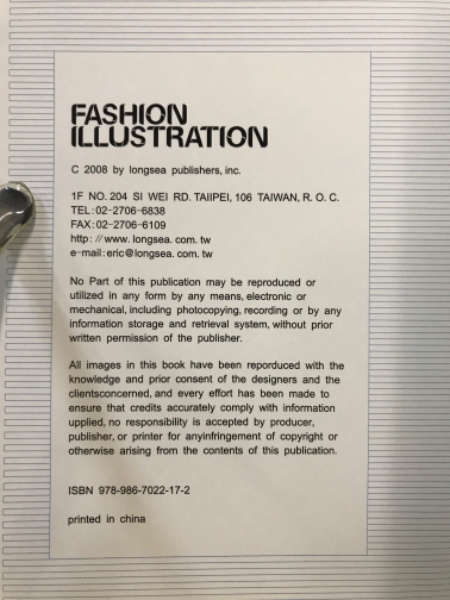 FASHION
ILLUSTRATION
C 2008 by longsea publishers, inc.
1F NO. 204 SI WEI RD. TAIIPEI, 106 TAIWAN, R. O. C.
TEL:02-2706-6838
FAX:02-2706-6109
http://www.longsea.com.tw
e-mail:eric@longsea.com.tw
No Part of this publication may be reproduced or
utilized in any form by any means, electronic or
mechanical, including photocopying, recording or by any
information storage and retrieval system, without prior
written permission of the publisher.
All images in this book have been reporduced with the
knowledge and prior consent of the designers and the
clientsconcerned, and every effort has been made to
ensure that credits accurately comply with information
upplied, no responsibility is accepted by producer,
publisher, or printer for anyinfringement of copyright or
otherwise arising from the contents of this publication.
ISBN 978-986-7022-17-2
printed in china